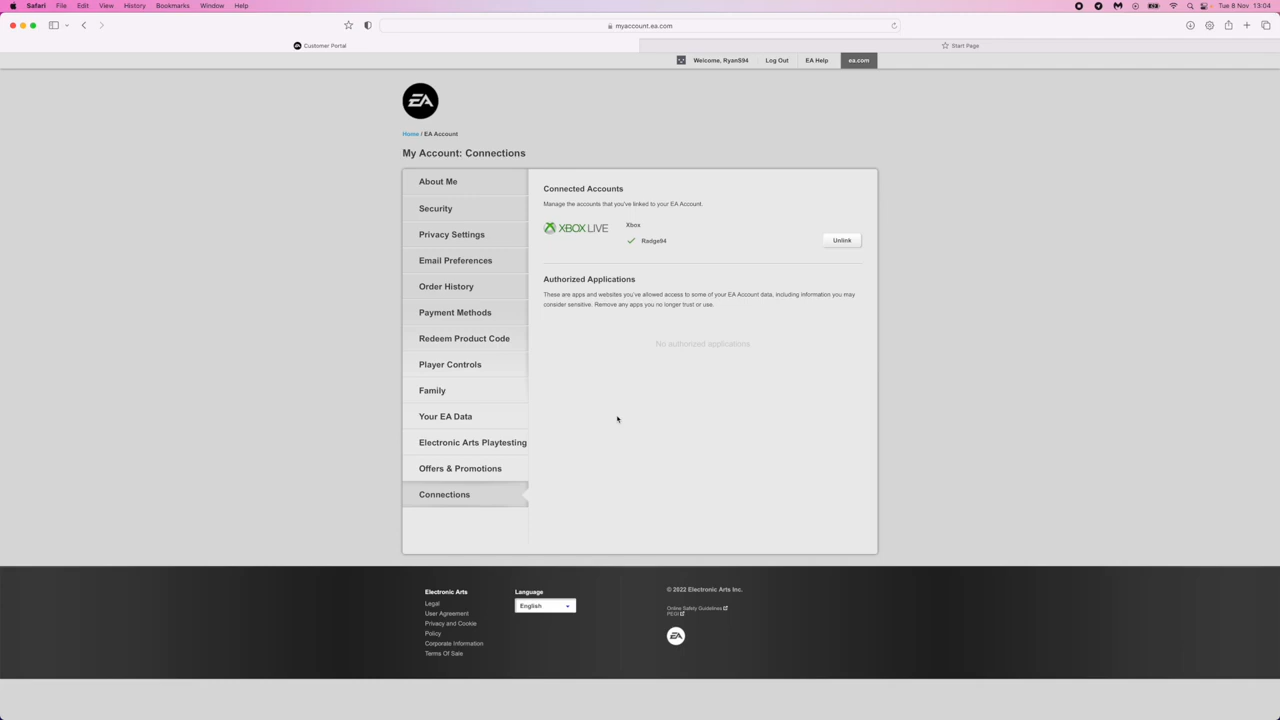 Safari File Edit View History Bookmarks Window Help Tue 8 Nov 13:04
myaccount.ea.com
Customer Portal
Start Page
Welcome, RyanS94 Log Out EA Help ea.com
EA
Home / EA Account
My Account: Connections
About Me
Security
Privacy Settings
Email Preferences
Order History
Payment Methods
Redeem Product Code
Player Controls
Family
Your EA Data
Electronic Arts Playtesting
Offers & Promotions
Connections
Connected Accounts
Manage the accounts that you've linked to your EA Account.
XBOX LIVE
Xbox
Radge94
Unlink
Authorized Applications
These are apps and websites you've allowed access to some of your EA Account data, including information you may
consider sensitive. Remove any apps you no longer trust or use.
No authorized applications.
Electronic Arts
Legal
User Agreement
Privacy and Cookie
Policy
Corporate Information
Terms Of Sale
Language
English
© 2022 Electronic Arts Inc.
Online Safety Guidelines
PEGI
EA